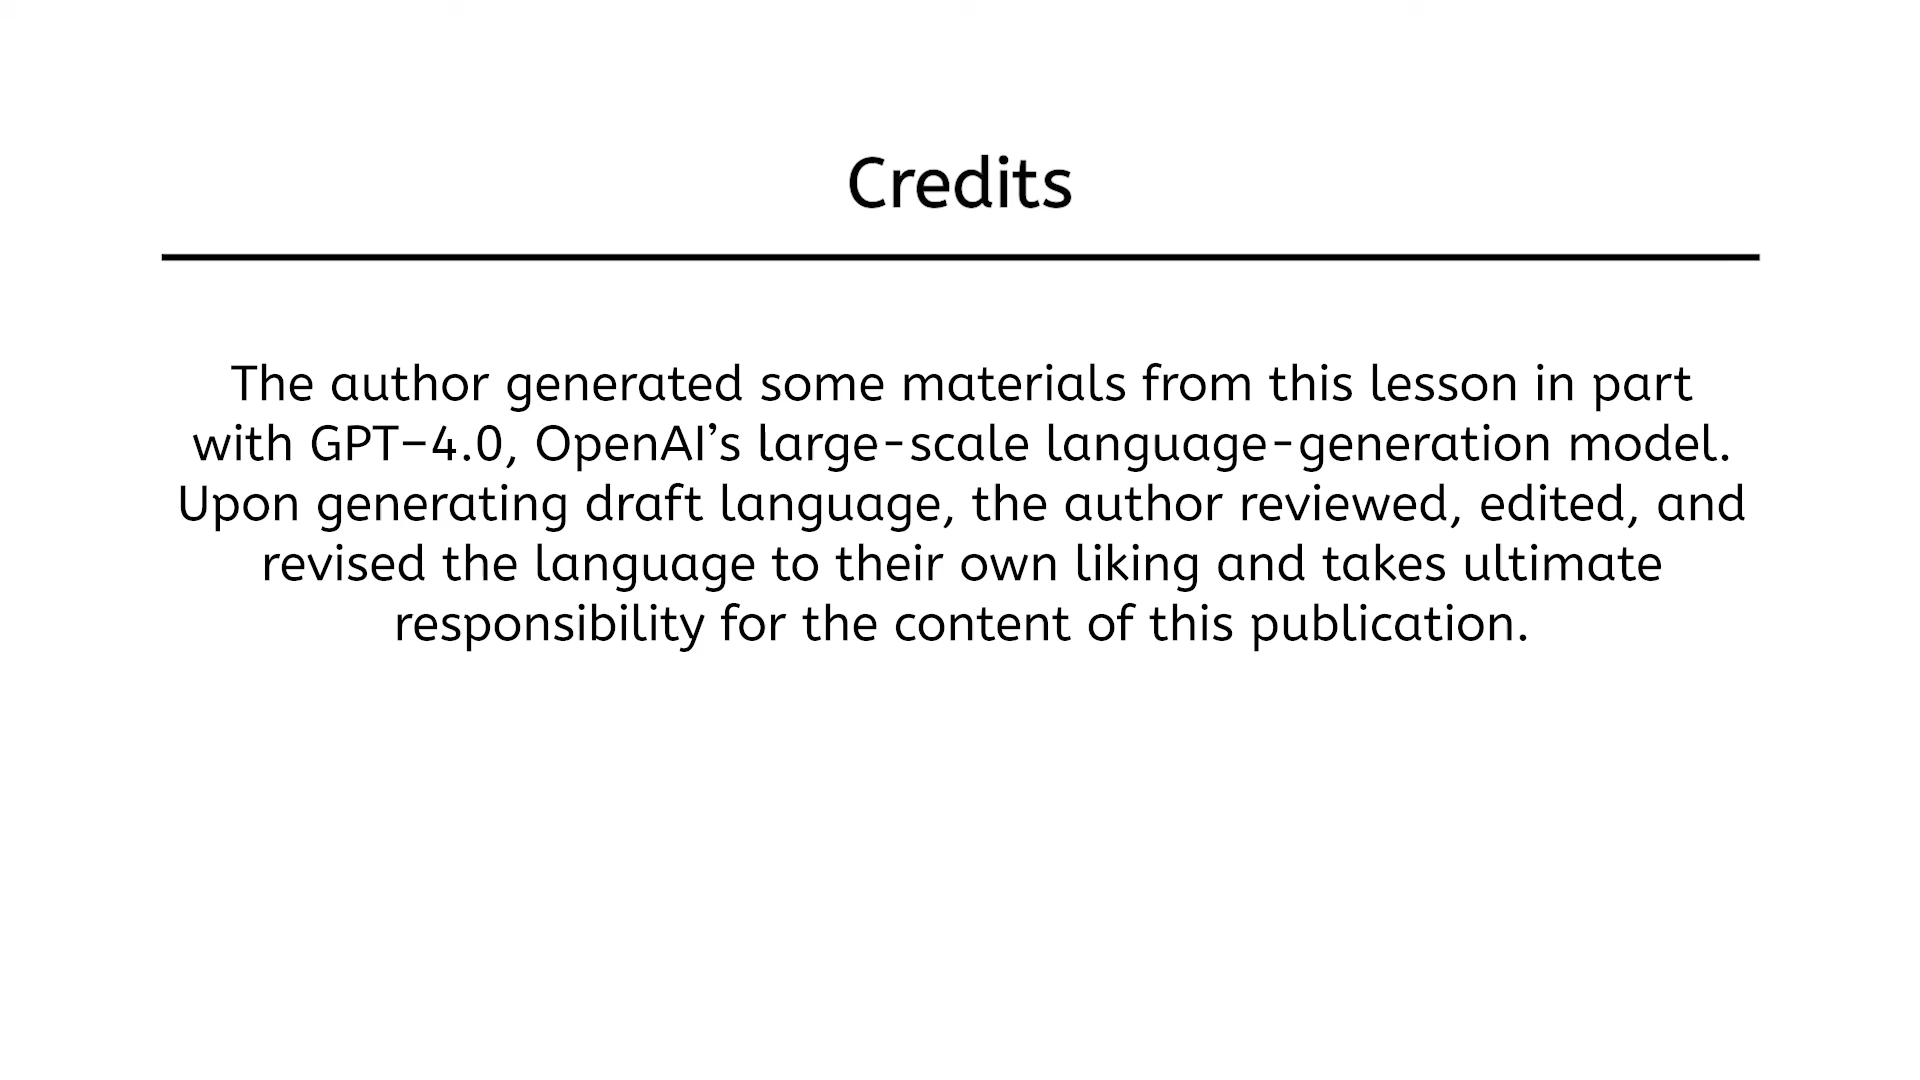 Credits
The author generated some materials from this lesson in part
with GPT–4.0, OpenAI’s large-scale language-generation model.
Upon generating draft language, the author reviewed, edited, and
revised the language to their own liking and takes ultimate
responsibility for the content of this publication.